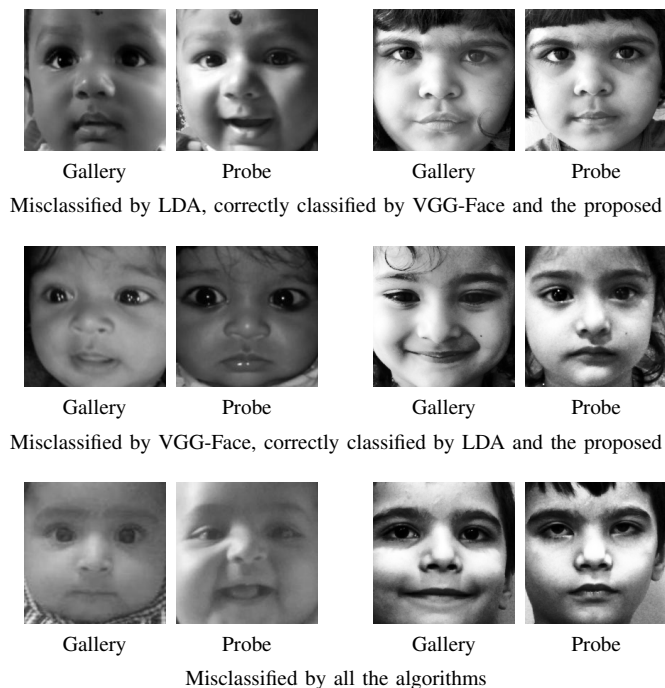 Gallery Probe Gallery Probe
Misclassified by LDA, correctly classified by VGG-Face and the proposed
Gallery Probe Gallery Probe
Misclassified by VGG-Face, correctly classified by LDA and the proposed
Gallery Probe Gallery Probe
Misclassified by all the algorithms